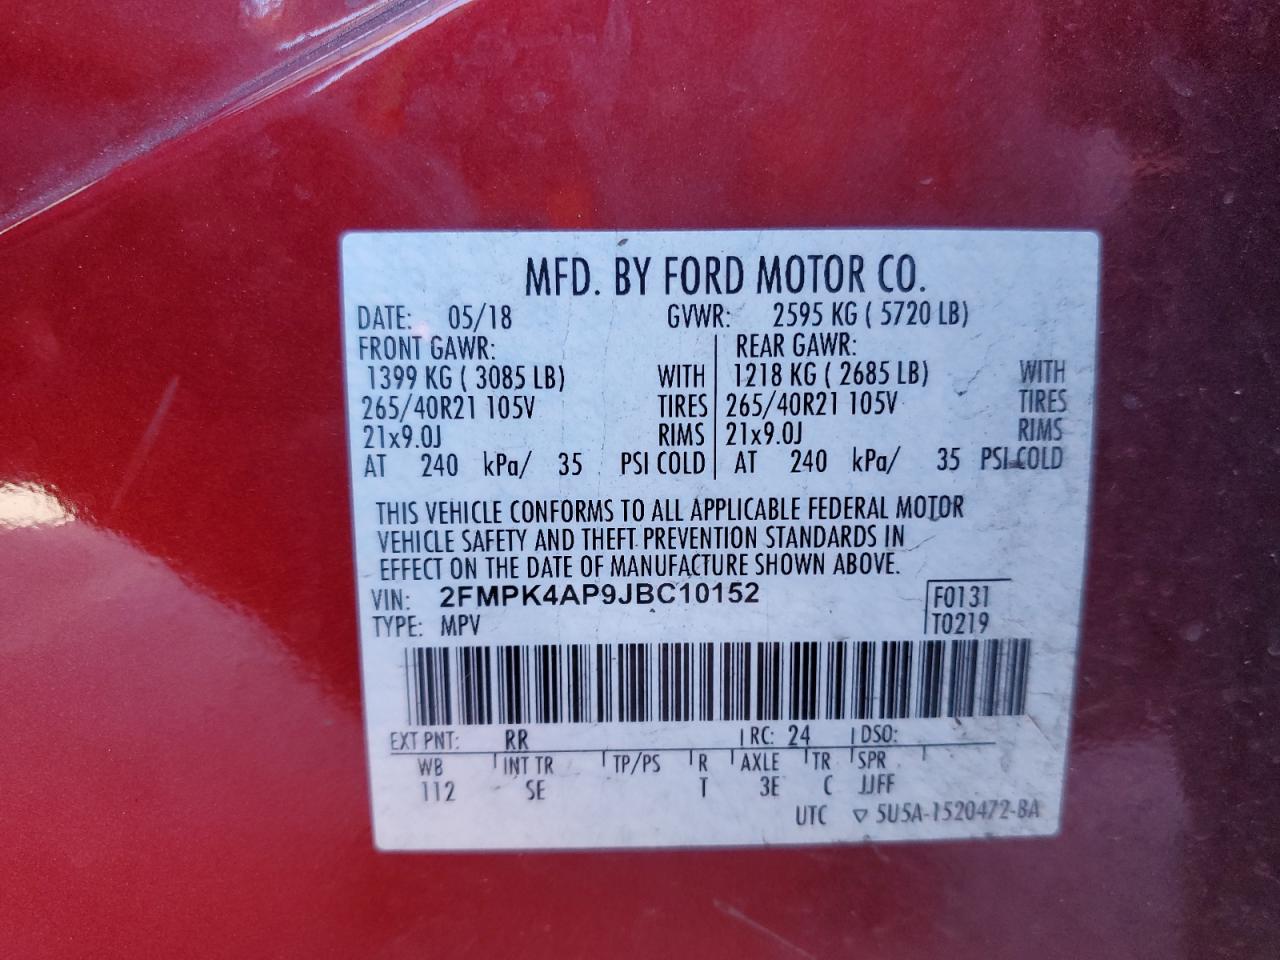 MFD. BY FORD MOTOR CO.
DATE: 05/18 GVWR: 2595 KG ( 5720 LB)
FRONT GAWR: REAR GAWR:
1399 KG ( 3085 LB) WITH 1218 KG ( 2685 LB) WITH
265/40R21 105V TIRES 265/40R21 105V TIRES
21x9.0J RIMS 21x9.0J RIMS
AT 240 kPa/ 35 PSI COLD AT 240 kPa/ 35 PSI COLD
THIS VEHICLE CONFORMS TO ALL APPLICABLE FEDERAL MOTOR
VEHICLE SAFETY AND THEFT PREVENTION STANDARDS IN
EFFECT ON THE DATE OF MANUFACTURE SHOWN ABOVE.
VIN: 2FMPK4AP9JBC10152 F0131
TYPE: MPV T0219
EXT PNT: RR RC: 24 DSO:
WB INT TR TP/PS R AXLE TR SPR
112 SE T 3E C JJFF
UTC ▽ 5U5A-1520472-BA